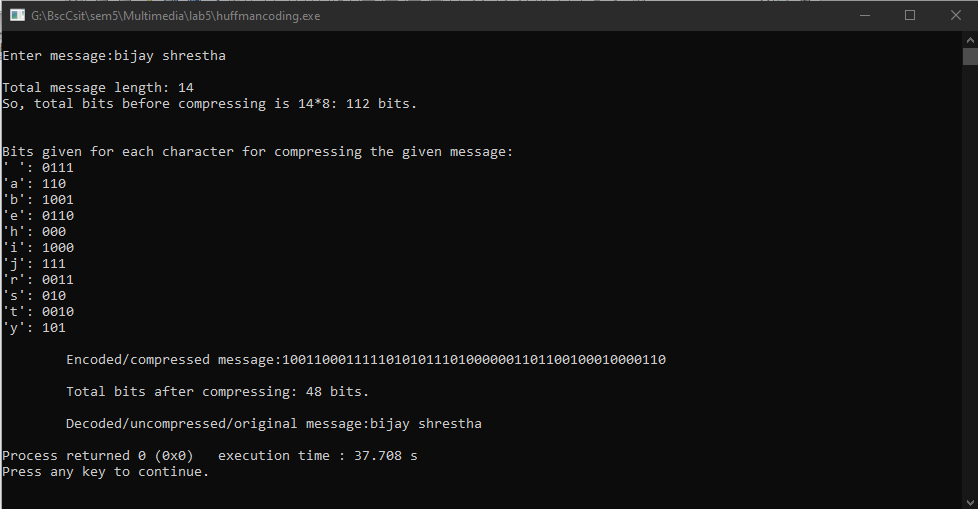 G:\BscCsit\sem5\Multimedia\lab5\huffmancoding.exe
Enter message:bijay shrestha
Total message length: 14
So, total bits before compressing is 14*8: 112 bits.
Bits given for each character for compressing the given message:
' ': 0111
'a': 110
'b': 1001
'e': 0110
'h': 000
'i': 1000
'j': 111
'r': 0011
's': 010
't': 0010
'y': 101
Encoded/compressed message:100110001111101010111010000001101100100010000110
Total bits after compressing: 48 bits.
Decoded/uncompressed/original message:bijay shrestha
Process returned 0 (0x0)   execution time : 37.708 s
Press any key to continue.